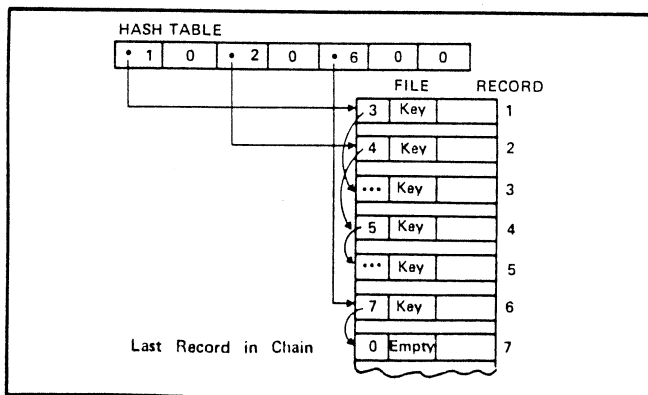 HASH TABLE
• 1 0 • 2 0 • 6 0 0
FILE RECORD
3 Key 1
4 Key 2
••• Key 3
5 Key 4
••• Key 5
7 Key 6
Last Record in Chain 0 Empty 7